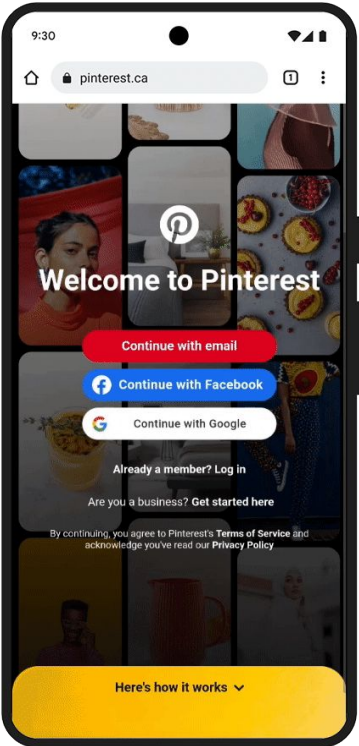 9:30
pinterest.ca
1
Welcome to Pinterest
Continue with email
Continue with Facebook
Continue with Google
Already a member? Log in
Are you a business? Get started here
By continuing, you agree to Pinterest's Terms of Service and
acknowledge you've read our Privacy Policy
Here's how it works